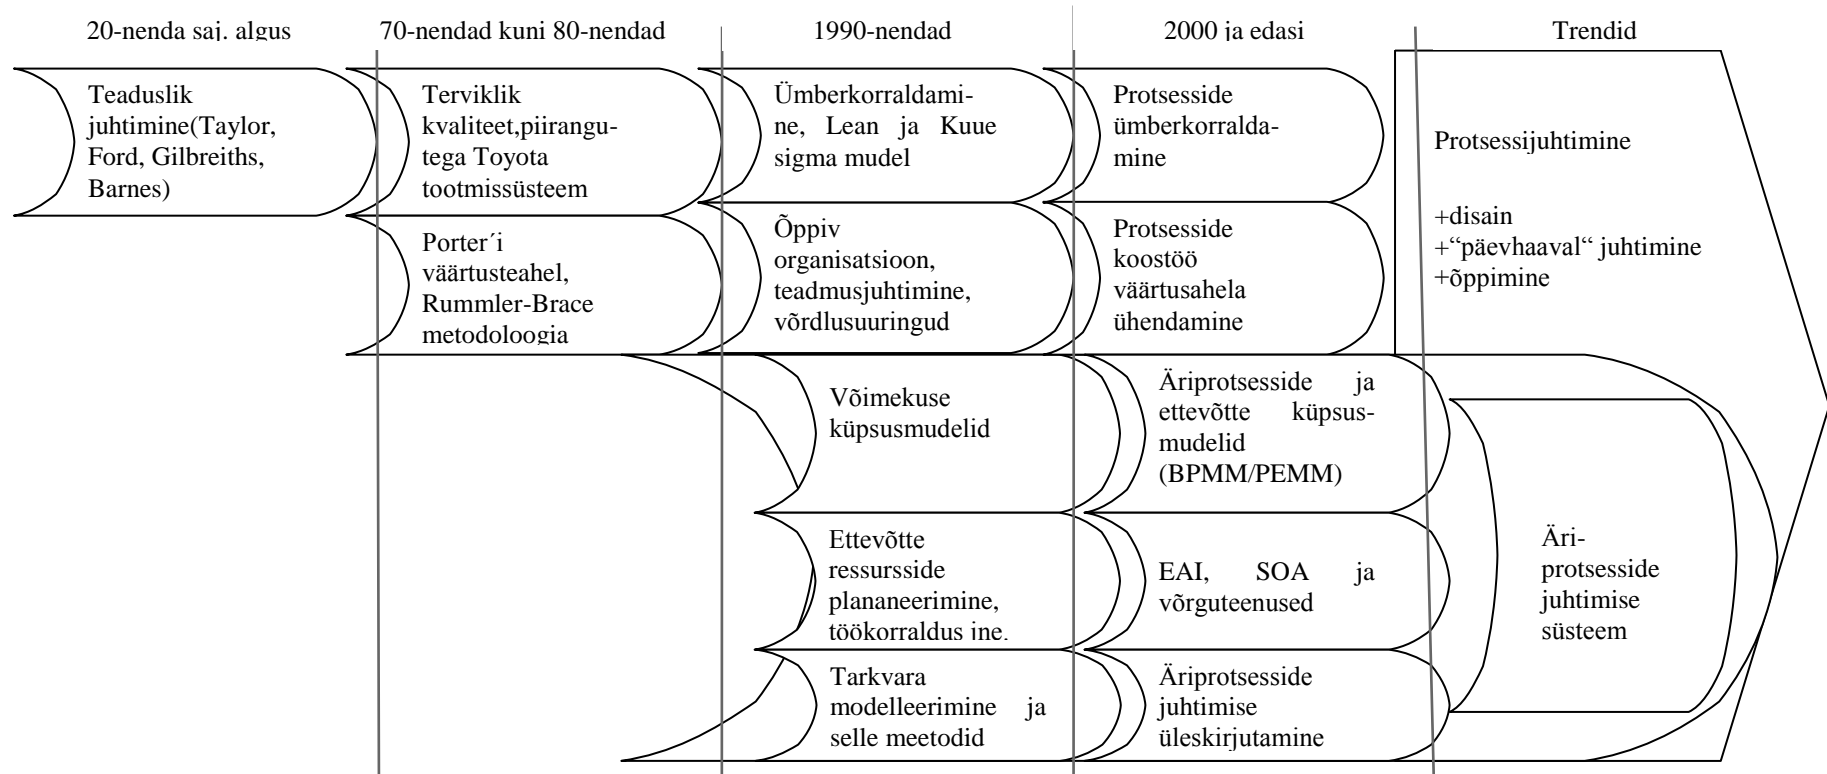 20-nenda saj. algus
70-nendad kuni 80-nendad
1990-nendad
2000 ja edasi
Trendid
Teaduslik
juhtimine(Taylor,
Ford, Gilbreiths,
Barnes)
Terviklik
kvaliteet,piirangu-
tega Toyota
tootmissüsteem
Ümberkorraldami-
ne, Lean ja Kuue
sigma mudel
Protsesside
ümberkorralda-
mine
Protsessijuhtimine
+disain
+“päevhaaval“ juhtimine
+õppimine
Porter´i
väärtusteahel,
Rummler-Brace
metodoloogia
Õppiv
organisatsioon,
teadmusjuhtimine,
võrdlusuuringud
Protsesside
koostöö
väärtusahela
ühendamine
Võimekuse
küpsusmudelid
Äriprotsesside ja
ettevõtte küpsus-
mudelid
(BPMM/PEMM)
Ettevõtte
ressursside
plananeerimine,
töökorraldus jne.
EAI, SOA ja
võrguteenused
Äri-
protsesside
juhtimise
süsteem
Tarkvara
modelleerimine ja
selle meetodid
Äriprotsesside
juhtimise
üleskirjutamine